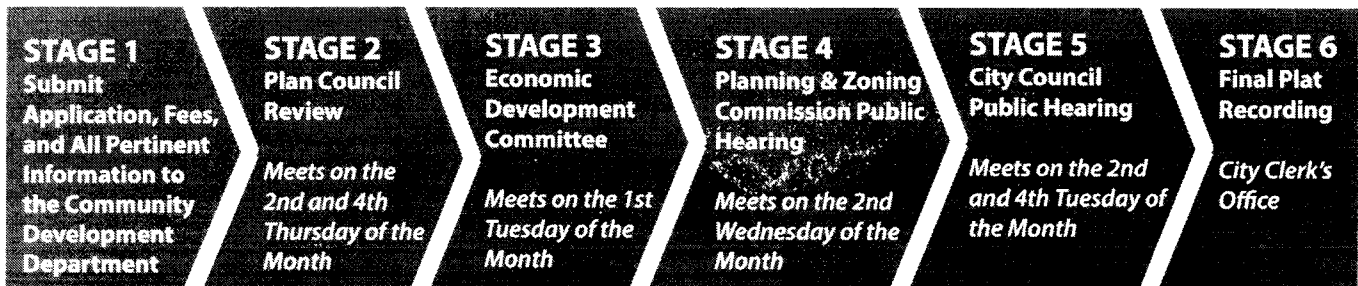 STAGE 1
Submit
Application, Fees,
and All Pertinent
Information to
the Community
Development
Department
STAGE 2
Plan Council
Review
Meets on the
2nd and 4th
Thursday of the
Month
STAGE 3
Economic
Development
Committee
Meets on the 1st
Tuesday of the
Month
STAGE 4
Planning & Zoning
Commission Public
Hearing
Meets on the 2nd
Wednesday of the
Month
STAGE 5
City Council
Public Hearing
Meets on the 2nd
and 4th Tuesday of
the Month
STAGE 6
Final Plat
Recording
City Clerk's
Office